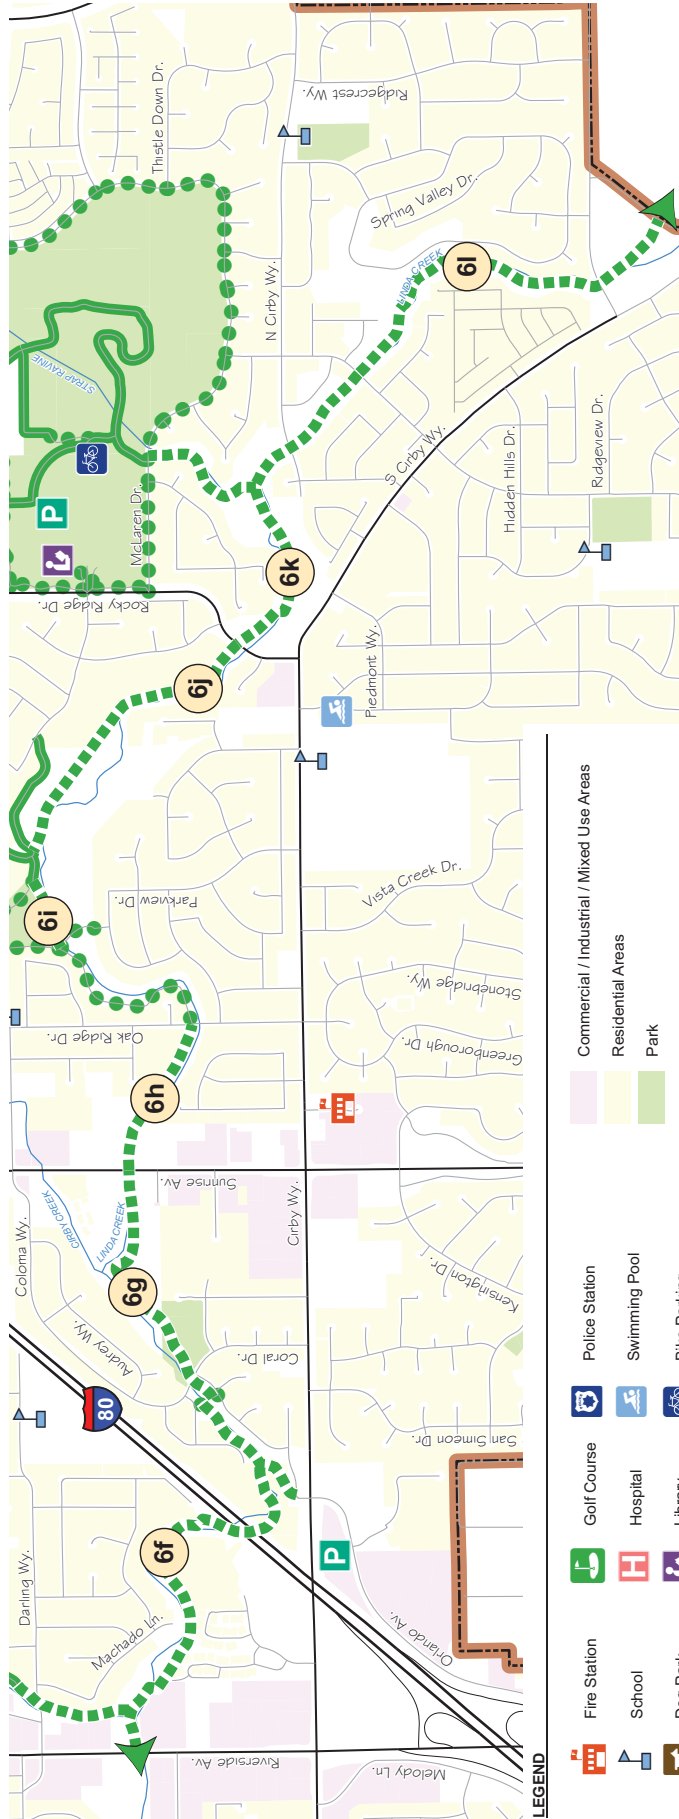 Thistle Down Dr.
Ridgecrest Wy.
Spring Valley Dr.
N Cirby Wy.
LINDA CREEK
6l
STRAP RAVINE
P
McLaren Dr.
S Cirby Wy.
Hidden Hills Dr.
Ridgeview Dr.
6k
Rocky Ridge Dr.
6j
Piedmont Wy.
6i
Parkview Dr.
Vista Creek Dr.
Stonebridge Wy.
Oak Ridge Dr.
Greenborough Dr.
6h
Sunrise Av.
CIRBY CREEK
LINDA CREEK
Cirby Wy.
Coloma Wy.
Kensington Dr.
6g
Audrey Wy.
Coral Dr.
80
San Simeon Dr.
6f
P
Darling Wy.
Machado Ln.
Orlando Av.
Riverside Av.
Melody Ln.
LEGEND
Fire Station
School
Golf Course
Hospital
H
Library
Police Station
Swimming Pool
Commercial / Industrial / Mixed Use Areas
Residential Areas
Park